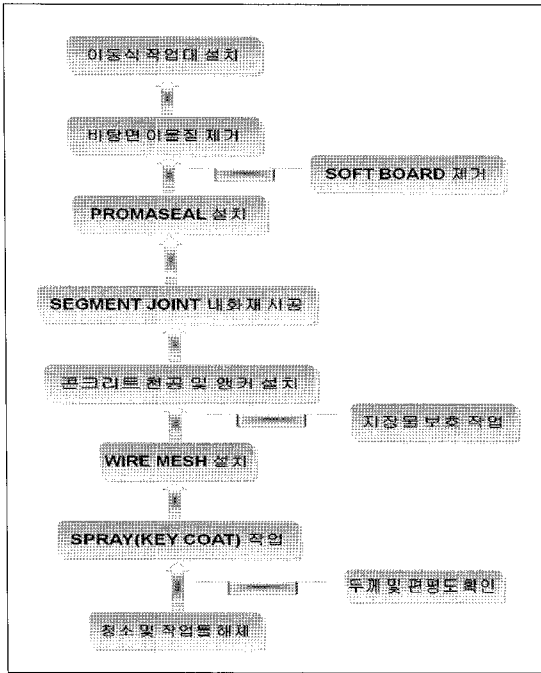 이동식 작업대 설치
바탕면 이물질 제거
SOFT BOARD 제거
PROMASEAL 설치
SEGMENT JOINT 내화재 시공
콘크리트 천공 및 앵커 설치
지장물 보호 작업
WIRE MESH 설치
SPRAY(KEY COAT) 작업
두께 및 편평도 확인
청소 및 작업틀 해체